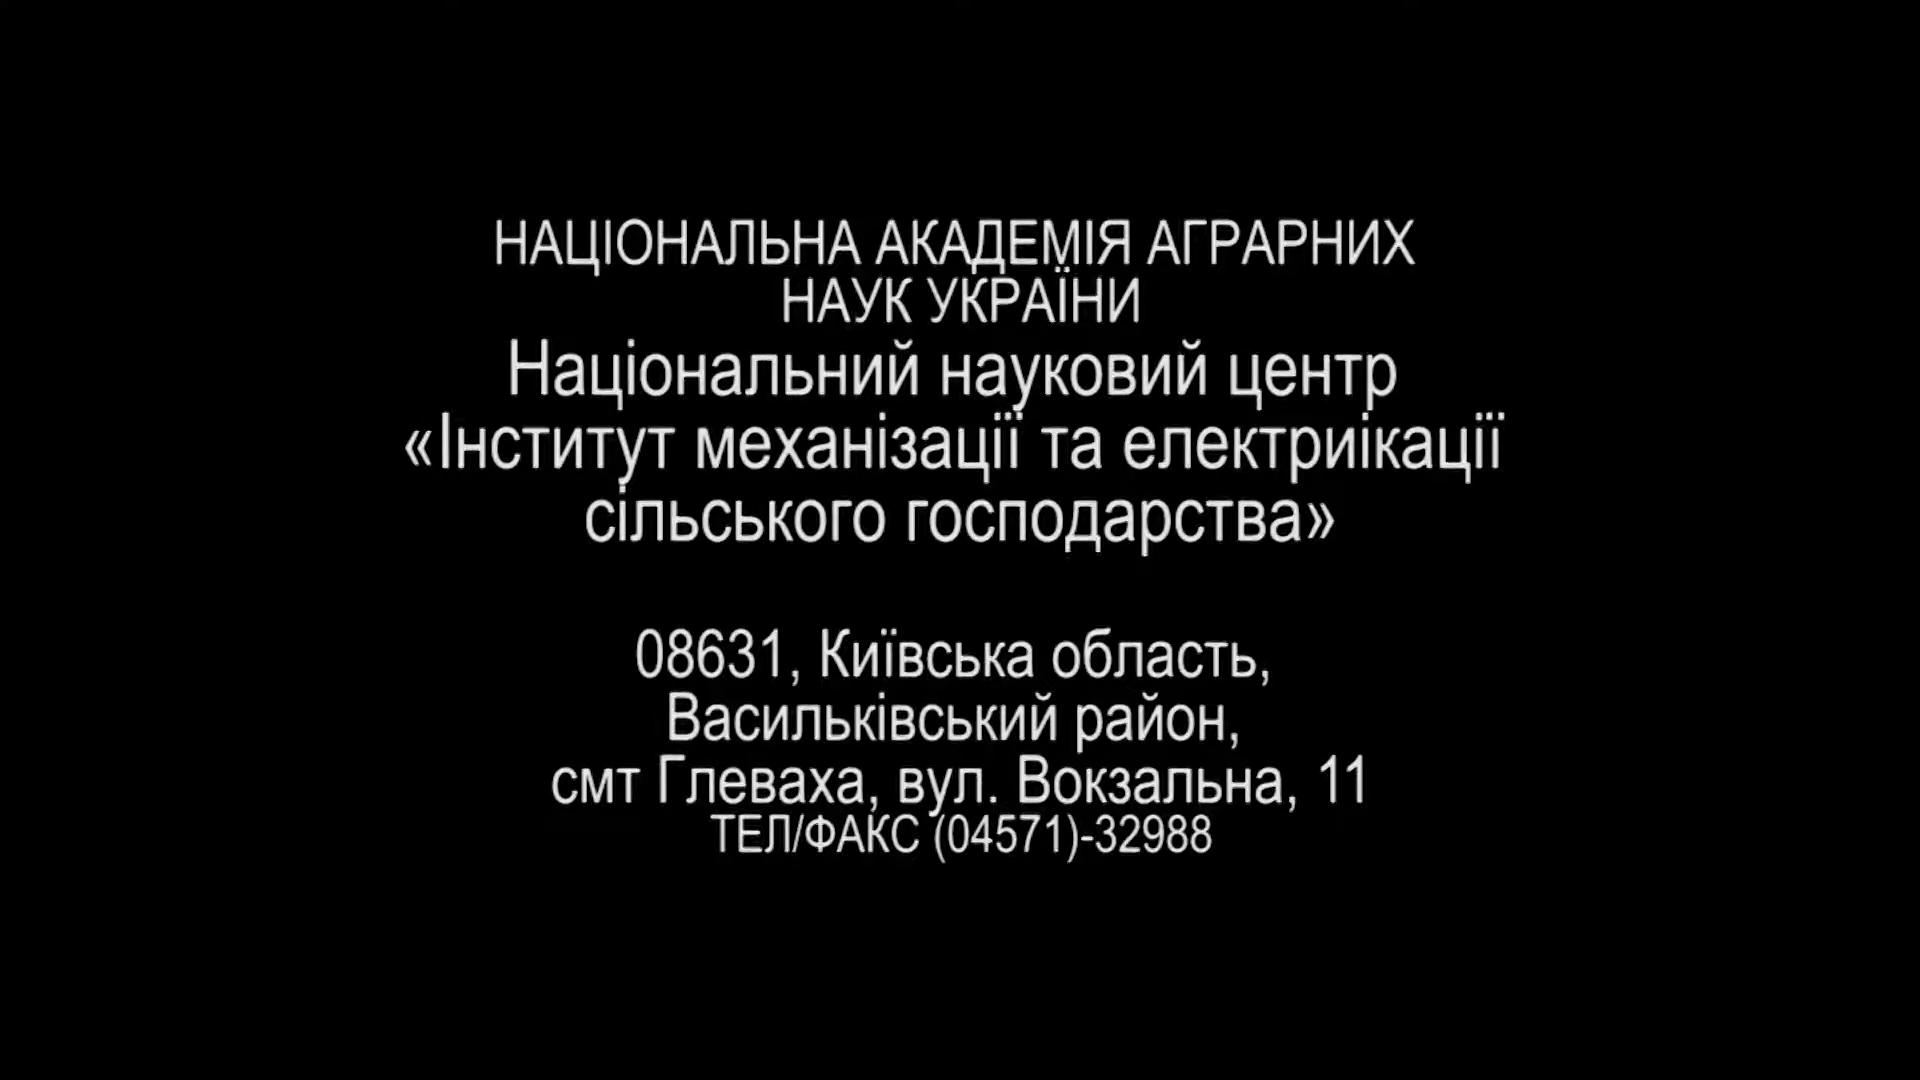 НАЦІОНАЛЬНА АКАДЕМІЯ АГРАРНИХ
НАУК УКРАЇНИ
Національний науковий центр
«Інститут механізації та електриікації
сільського господарства»
08631, Київська область,
Васильківський район,
смт Глеваха, вул. Вокзальна, 11
ТЕЛ/ФАКС (04571)-32988